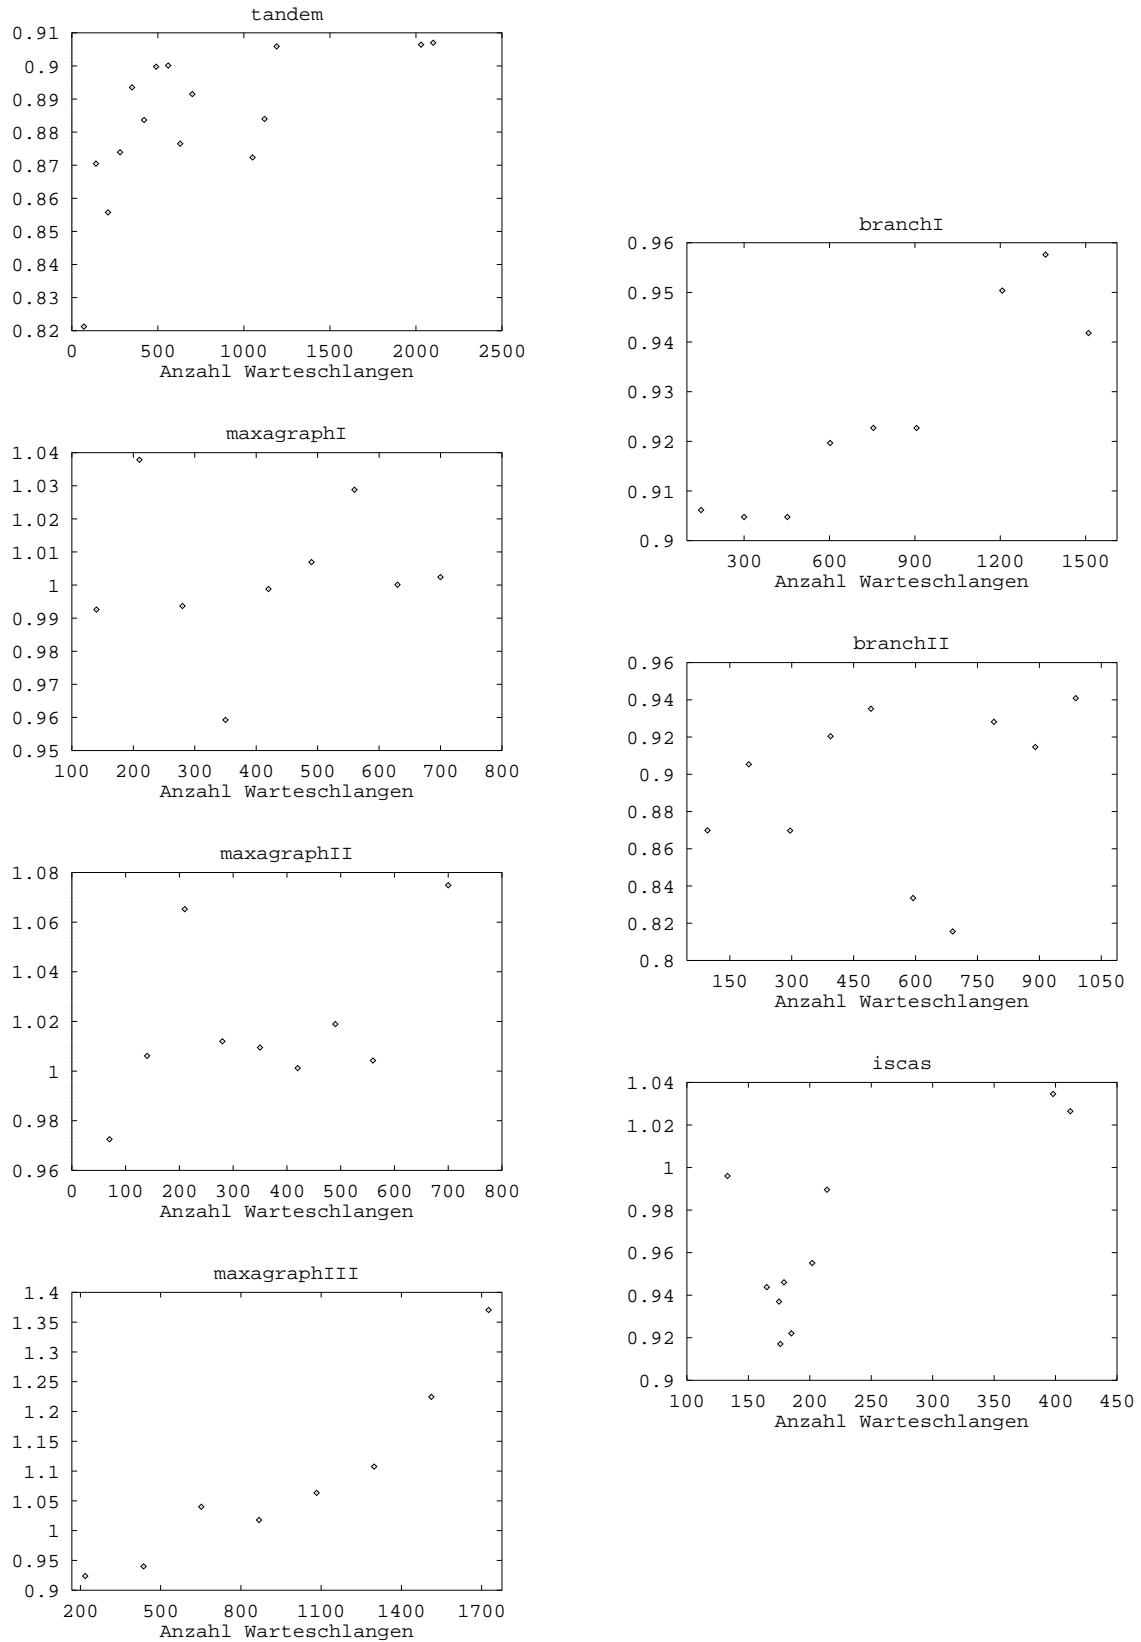 tandem
0.91
0.9
0.89
0.88
0.87
0.86
0.85
0.84
0.83
0.82
0 500 1000 1500 2000 2500
Anzahl Warteschlangen
maxagraphI
1.04
1.03
1.02
1.01
1
0.99
0.98
0.97
0.96
0.95
100 200 300 400 500 600 700 800
Anzahl Warteschlangen
maxagraphII
1.08
1.06
1.04
1.02
1
0.98
0.96
0 100 200 300 400 500 600 700 800
Anzahl Warteschlangen
maxagraphIII
1.4
1.35
1.3
1.25
1.2
1.15
1.1
1.05
1
0.95
0.9
200 500 800 1100 1400 1700
Anzahl Warteschlangen
branchI
0.96
0.95
0.94
0.93
0.92
0.91
0.9
300 600 900 1200 1500
Anzahl Warteschlangen
branchII
0.96
0.94
0.92
0.9
0.88
0.86
0.84
0.82
0.8
150 300 450 600 750 900 1050
Anzahl Warteschlangen
iscas
1.04
1.02
1
0.98
0.96
0.94
0.92
0.9
100 150 200 250 300 350 400 450
Anzahl Warteschlangen